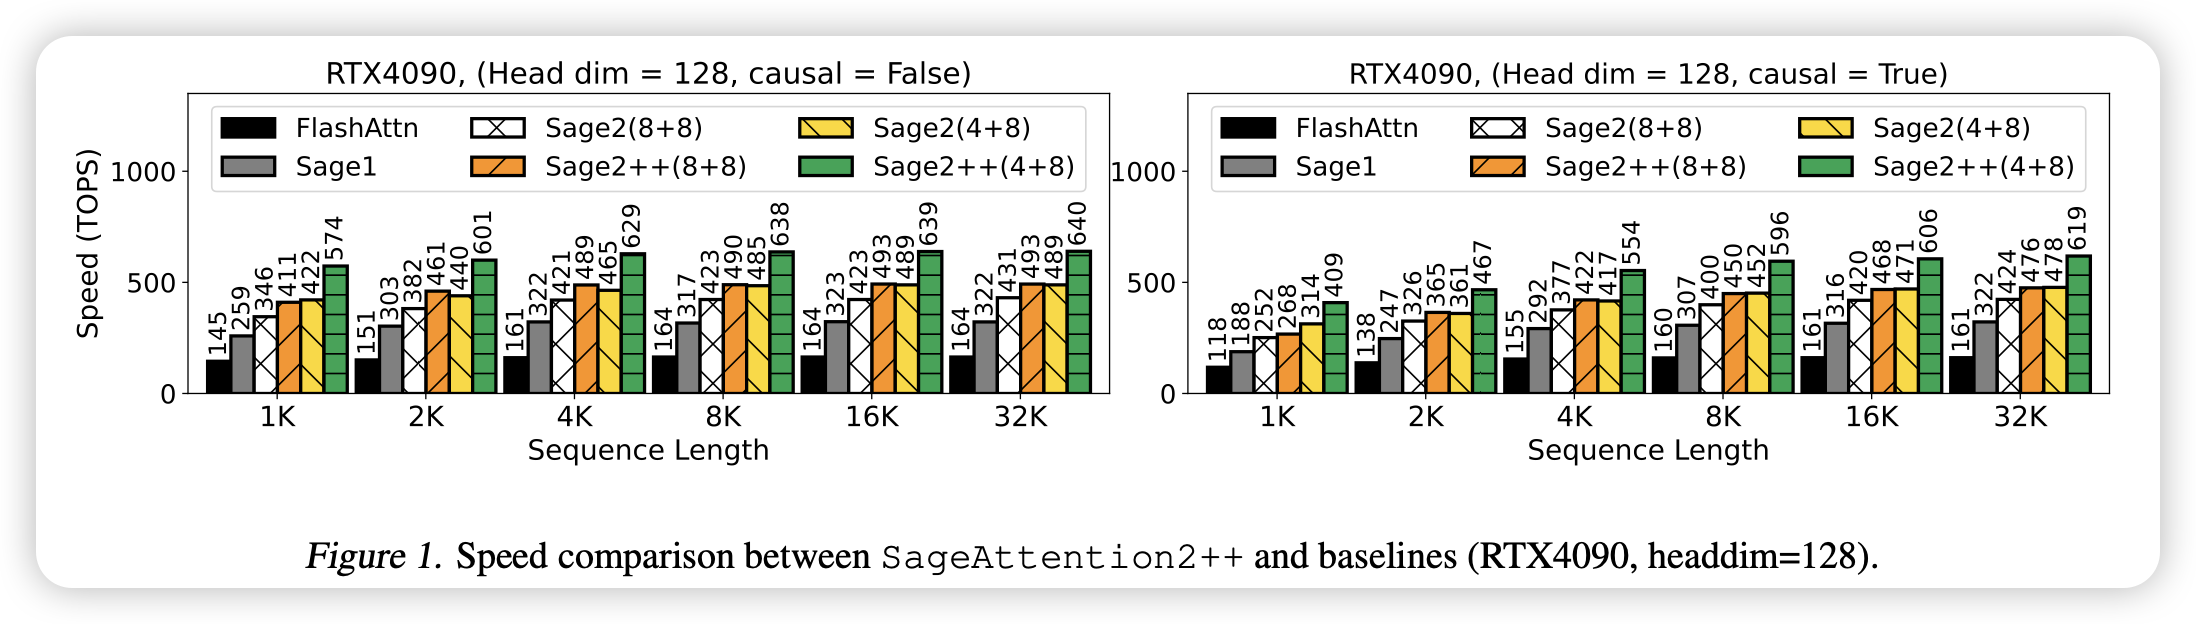 RTX4090, (Head dim = 128, causal = False)
FlashAttn Sage2(8+8) Sage2(4+8)
Sage1 Sage2++(8+8) Sage2++(4+8)
Speed (TOPS)
1000
500
0
145 259 346 411 422 574
151 303 382 461 440 601
161 322 421 489 465 629
164 317 423 490 485 638
164 323 423 493 489 639
164 322 431 493 489 640
1K 2K 4K 8K 16K 32K
Sequence Length
RTX4090, (Head dim = 128, causal = True)
FlashAttn Sage2(8+8) Sage2(4+8)
Sage1 Sage2++(8+8) Sage2++(4+8)
1000
500
0
118 188 252 268 314 409
138 247 326 365 361 467
155 292 377 422 417 554
160 307 400 450 452 596
161 316 420 468 471 606
161 322 424 476 478 619
1K 2K 4K 8K 16K 32K
Sequence Length
Figure 1. Speed comparison between SageAttention2++ and baselines (RTX4090, headdim=128).